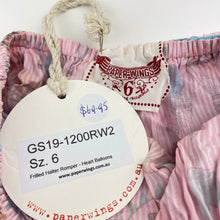 PAPER·WINGS
6
$64.95
GS19-1200RW2
Sz. 6
Frilled Halter Romper - Heart Balloons
www.paperwings.com.au
www.paperwings.com.au